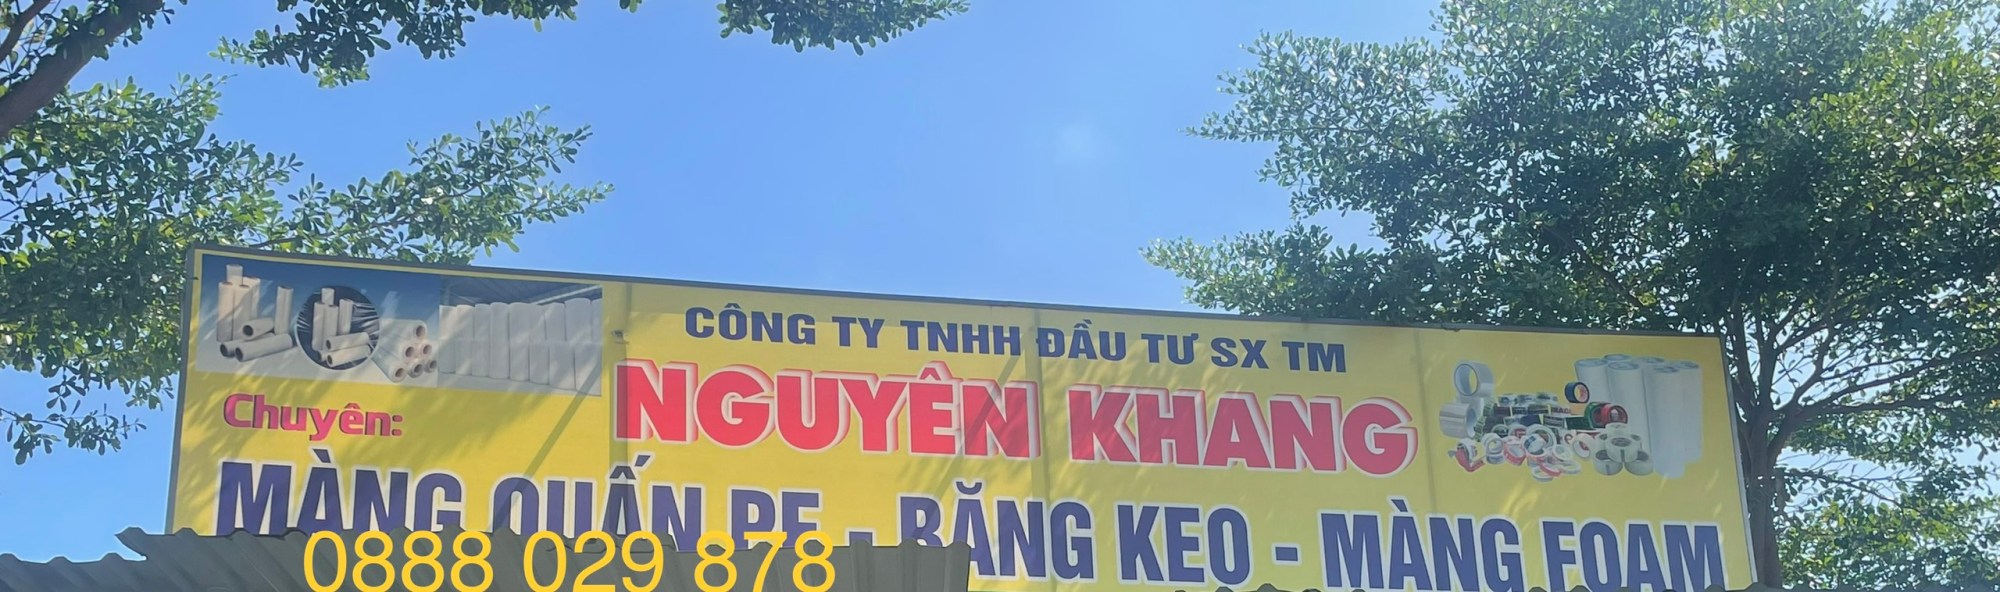 CÔNG TY TNHH ĐẦU TƯ SX TM
NGUYÊN KHANG
Chuyên:
MÀNG QUẤN PE - BĂNG KEO - MÀNG FOAM
0888 029 878